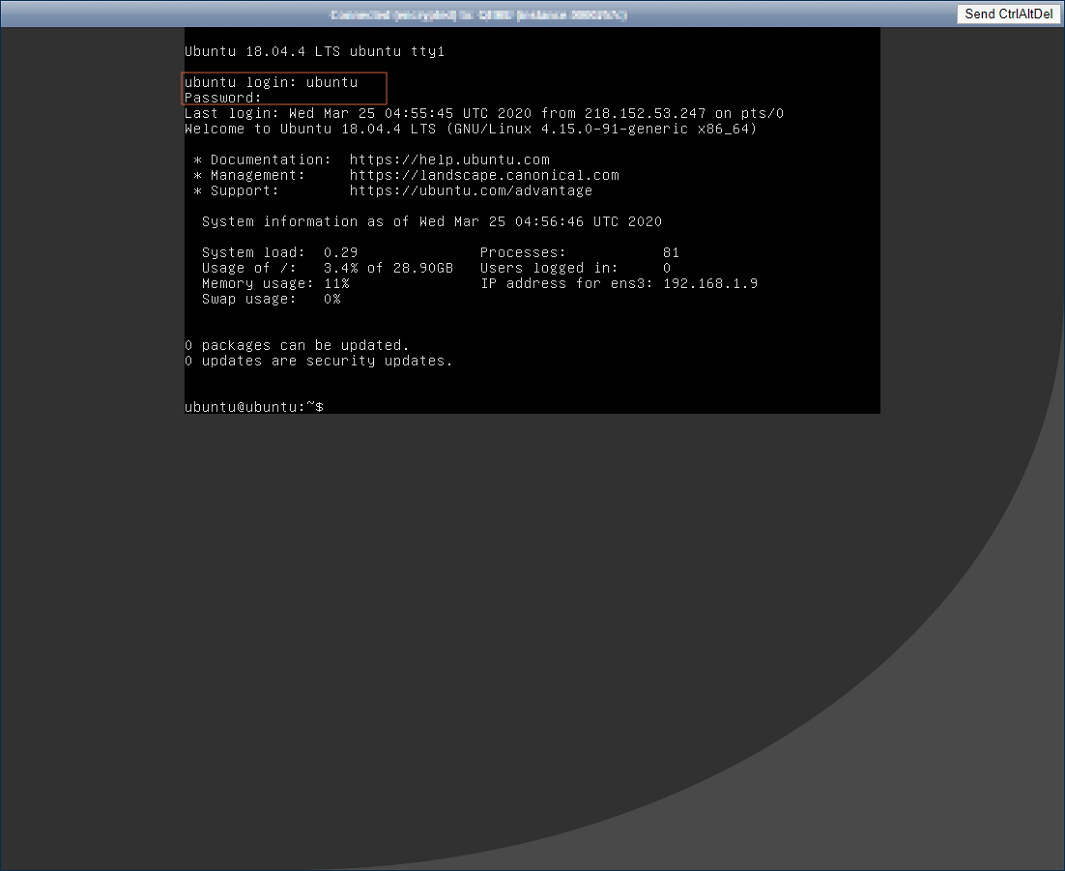 Connected (encrypted) to: QEMU
Send CtrlAltDel
Ubuntu 18.04.4 LTS ubuntu tty1
ubuntu login: ubuntu
Password:
Last login: Wed Mar 25 04:55:45 UTC 2020 from 218.152.53.247 on pts/0
Welcome to Ubuntu 18.04.4 LTS (GNU/Linux 4.15.0-91-generic x86_64)
* Documentation: https://help.ubuntu.com
* Management: https://landscape.canonical.com
* Support: https://ubuntu.com/advantage
System information as of Wed Mar 25 04:56:46 UTC 2020
System load: 0.29 Processes: 81
Usage of /: 3.4% of 28.90GB Users logged in: 0
Memory usage: 11% IP address for ens3: 192.168.1.9
Swap usage: 0%
0 packages can be updated.
0 updates are security updates.
ubuntu@ubuntu:~$